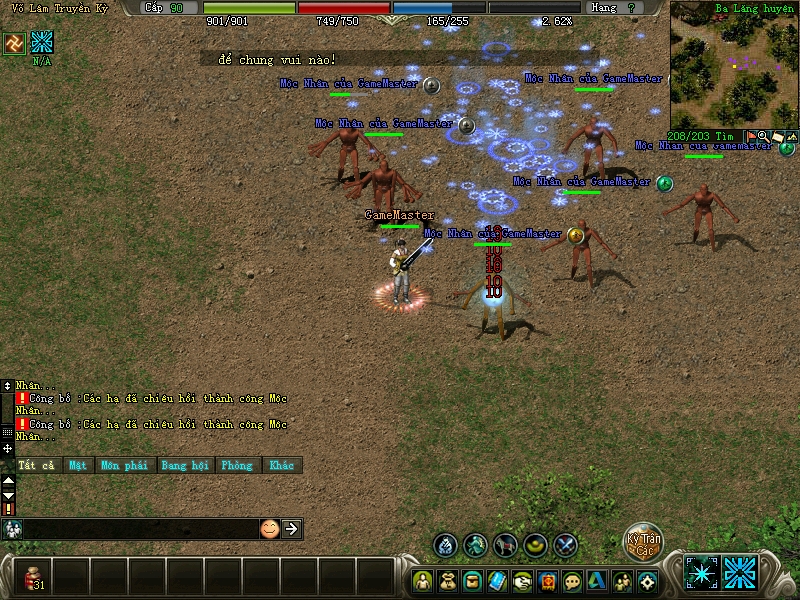 Võ Lâm Truyền Kỳ
Cấp 90
Hạng ?
Ba Lăng huyện
901/901
749/750
165/255
2.62%
N/A
để chung vui nào!
Mộc Nhân của GameMaster
Mộc Nhân của GameMaster
Mộc Nhân của GameMaster
208/203 Tìm
Mộc Nhân của GameMaster
Mộc Nhân của GameMaster
GameMaster
Mộc Nhân của GameMaster
10
10
10
10
Nhân...
Công bố :Các hạ đã chiêu hồi thành công Mộc
Nhân...
Công bố :Các hạ đã chiêu hồi thành công Mộc
Nhân...
Tất cả Mật Môn phái Bang hội Phòng Khác
Kỳ Trân
Các
31